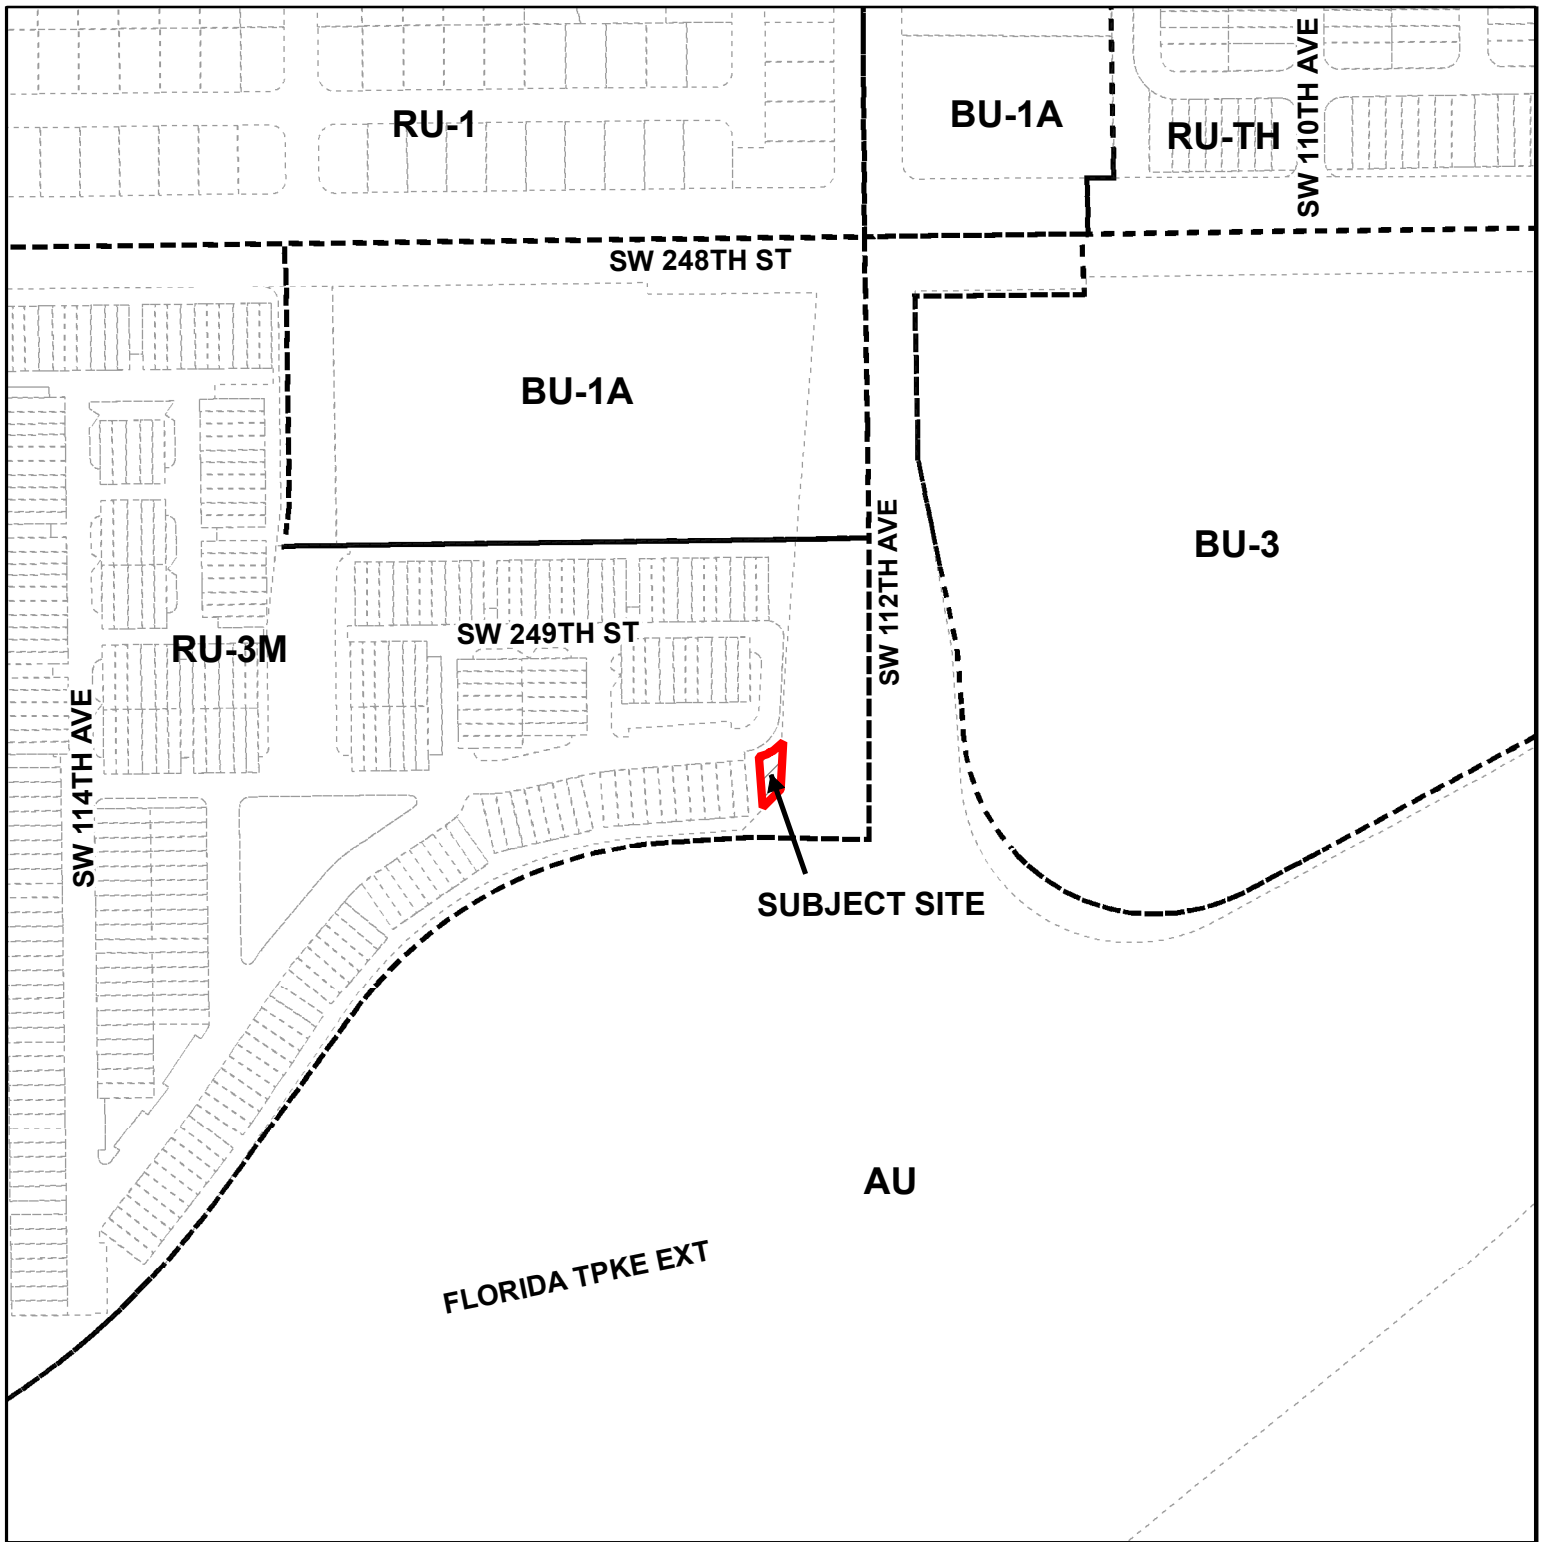 SW 110TH AVE
BU-1A
RU-1
RU-TH
SW 248TH ST
BU-1A
SW 112TH AVE
BU-3
SW 249TH ST
RU-3M
SW 114TH AVE
SUBJECT SITE
AU
FLORIDA TPKE EXT